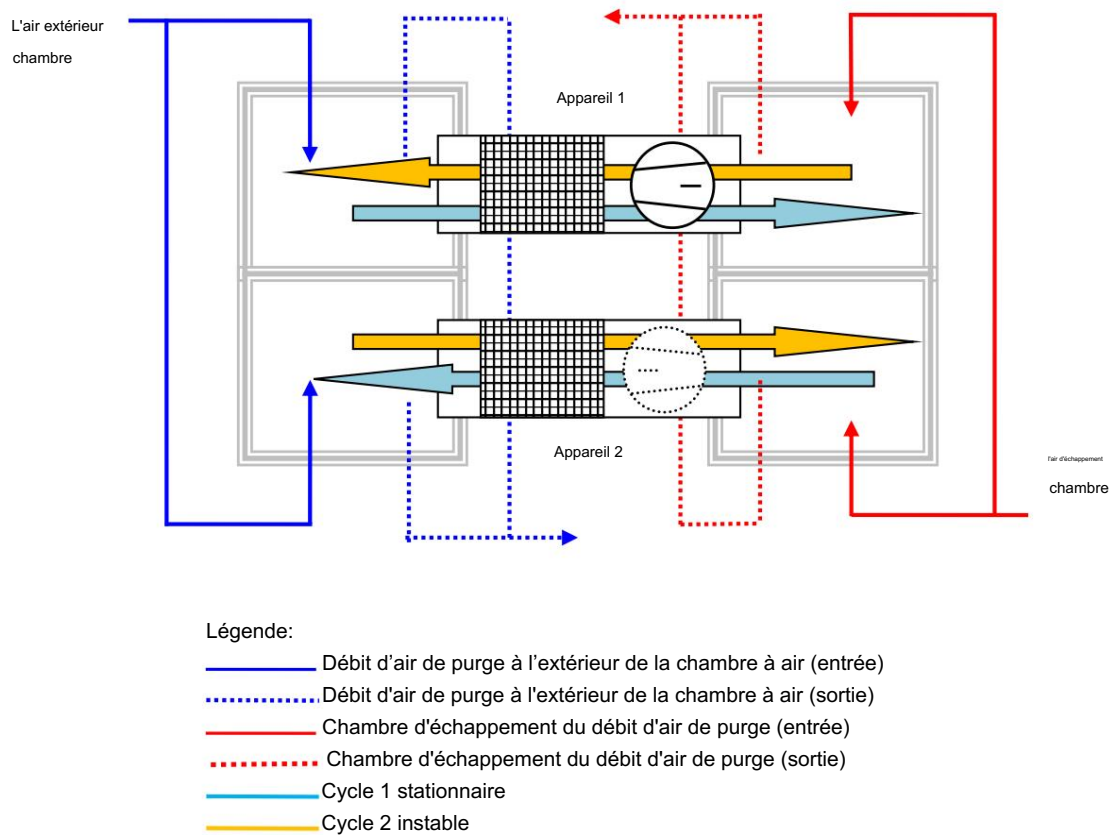 L'air extérieur
chambre
Appareil 1
Appareil 2
l'air d'échappement
chambre
Légende:
Débit d’air de purge à l’extérieur de la chambre à air (entrée)
Débit d'air de purge à l'extérieur de la chambre à air (sortie)
Chambre d'échappement du débit d'air de purge (entrée)
Chambre d'échappement du débit d'air de purge (sortie)
Cycle 1 stationnaire
Cycle 2 instable